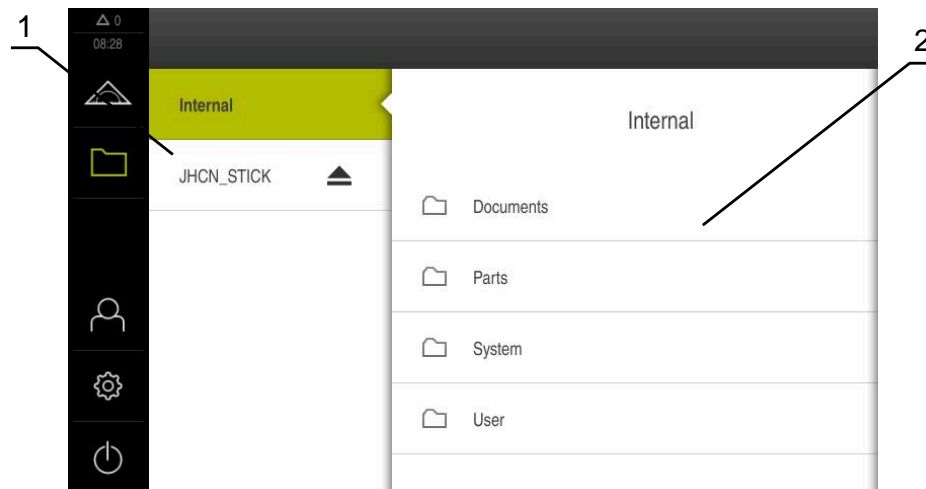 1
0
08:28
2
Internal
Internal
JHCN_STICK
Documents
Parts
System
User